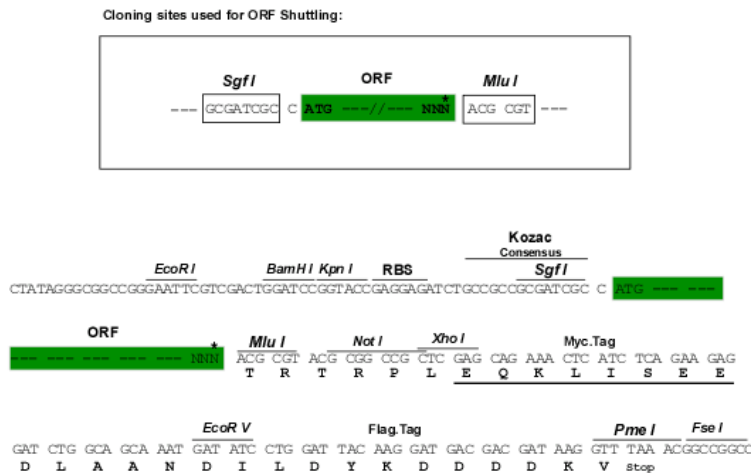 Cloning sites used for ORF Shuttling:
Sgf I ORF Mlu I
--- GCGATCGC C ATG ---//--- NNN* ACG CGT ---
Kozac
Consensus
EcoR I BamH I Kpn I RBS Sgf I
CTATAGGGCGGCCGGGAATTCGTCGACTGGATCCGGTACCGAGGAGATCTGCCGCCGCGATCGC C ATG --- ---
ORF Mlu I Not I Xho I Myc.Tag
--- --- --- --- --- --- NNN* ACG CGT ACG CGG CCG CTC GAG CAG AAA CTC ATC TCA GAA GAG
T R T R P L E Q K L I S E E
EcoR V Flag.Tag Pme I Fse I
GAT CTG GCA GCA AAT GAT ATC CTG GAT TAC AAG GAT GAC GAC GAT AAG GTT TAA ACGGCCGGCC
D L A A N D I L D Y K D D D D K V Stop